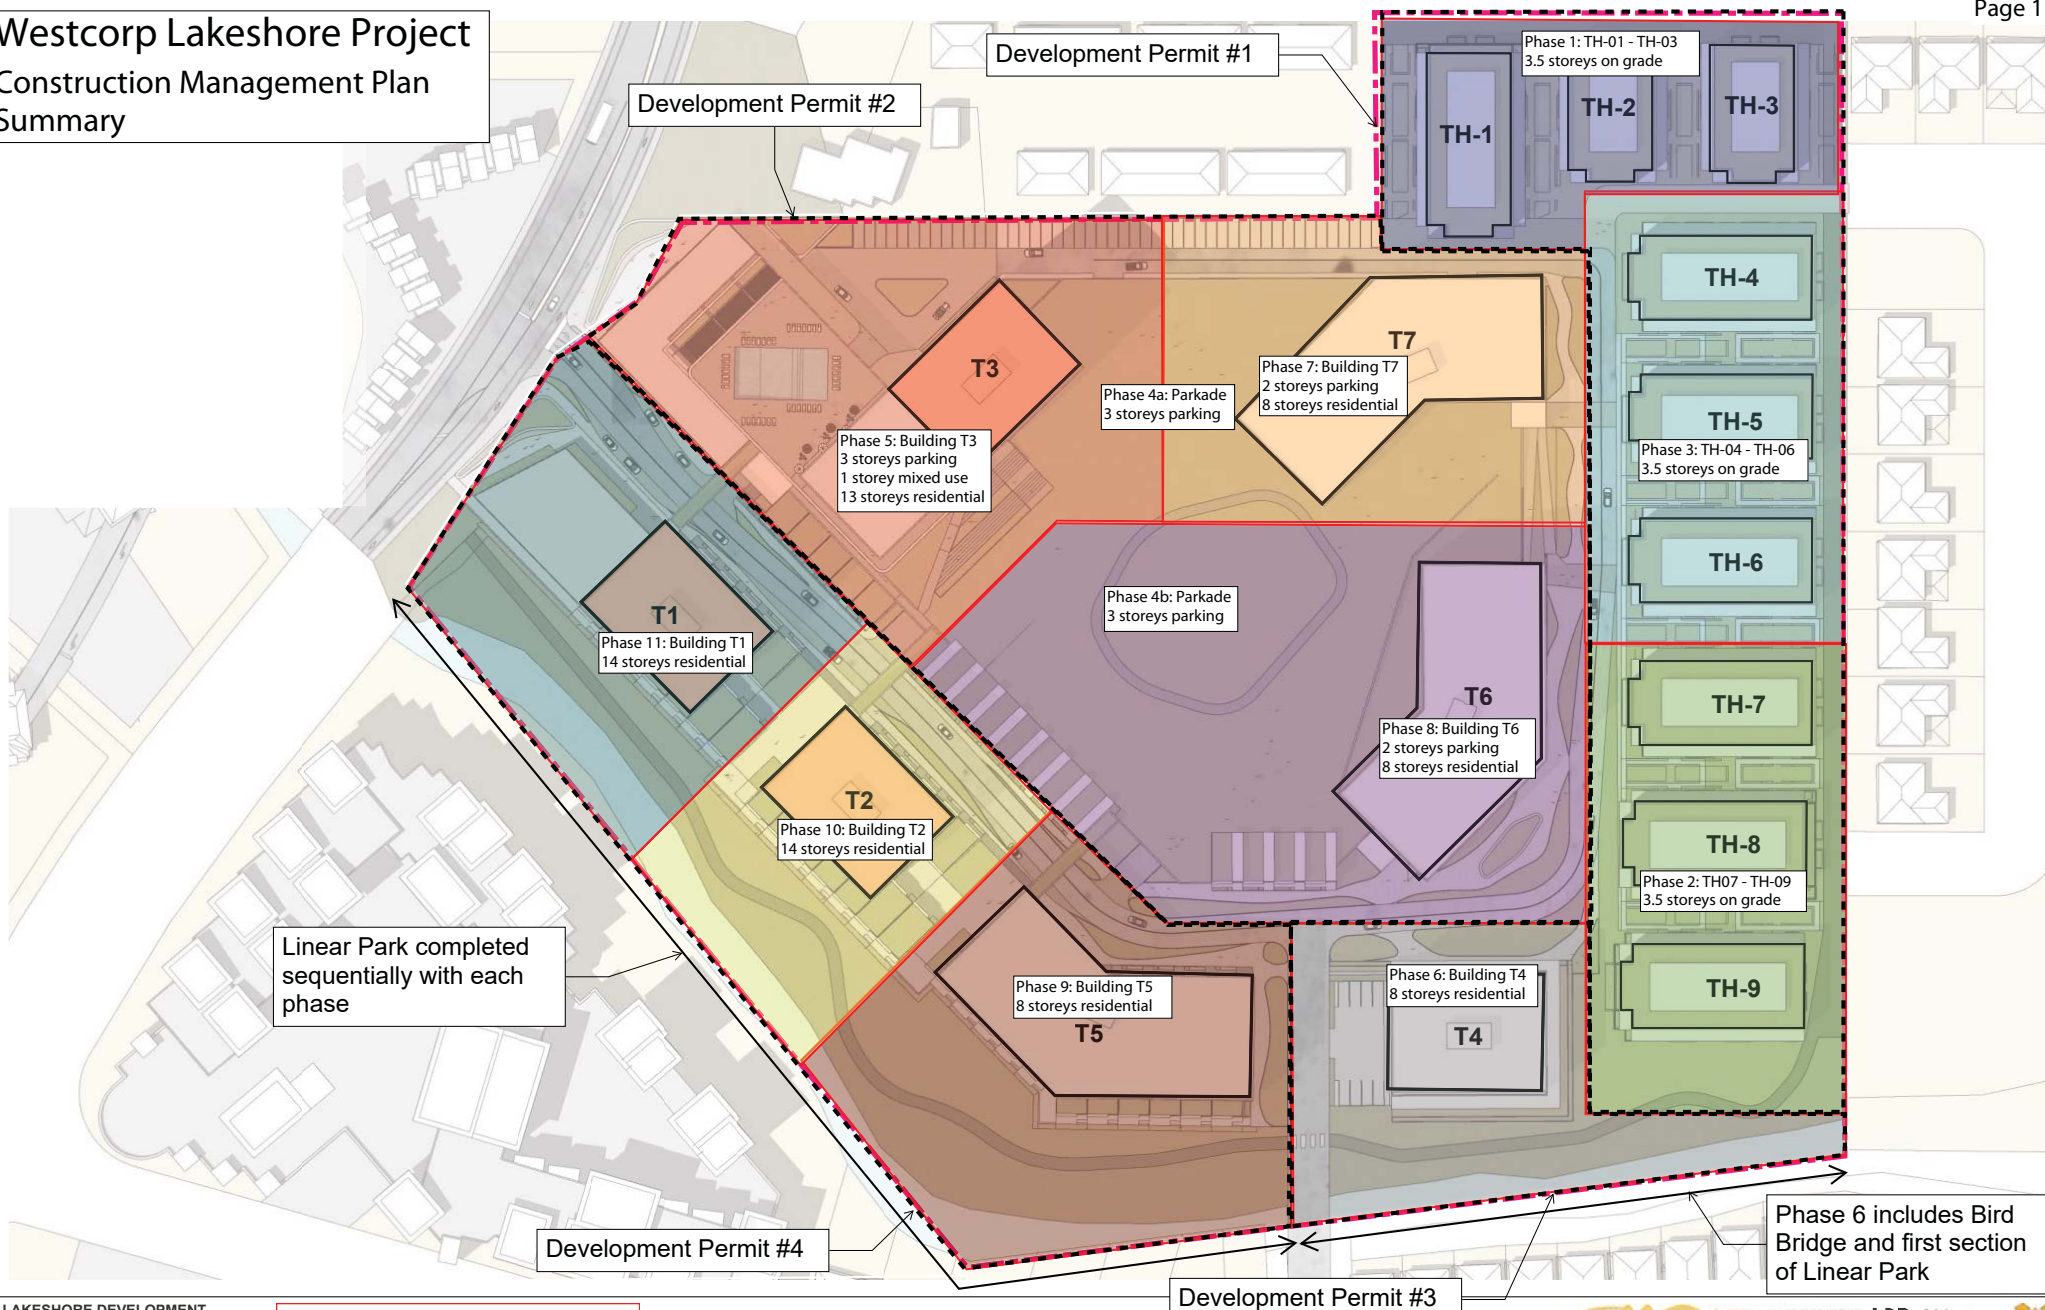 Page 1
Westcorp Lakeshore Project
Construction Management Plan
Summary
Development Permit #1
Development Permit #2
Phase 1: TH-01 - TH-03
3.5 storeys on grade
TH-1
TH-2
TH-3
TH-4
T3
T7
Phase 7: Building T7
2 storeys parking
8 storeys residential
Phase 4a: Parkade
3 storeys parking
TH-5
Phase 3: TH-04 - TH-06
3.5 storeys on grade
Phase 5: Building T3
3 storeys parking
1 storey mixed use
13 storeys residential
TH-6
Phase 4b: Parkade
3 storeys parking
T1
Phase 11: Building T1
14 storeys residential
T6
Phase 8: Building T6
2 storeys parking
8 storeys residential
TH-7
T2
Phase 10: Building T2
14 storeys residential
TH-8
Phase 2: TH07 - TH-09
3.5 storeys on grade
Linear Park completed
sequentially with each
phase
Phase 9: Building T5
8 storeys residential
T5
Phase 6: Building T4
8 storeys residential
T4
TH-9
Development Permit #4
Development Permit #3
Phase 6 includes Bird
Bridge and first section
of Linear Park
LAKESHORE DEVELOPMENT